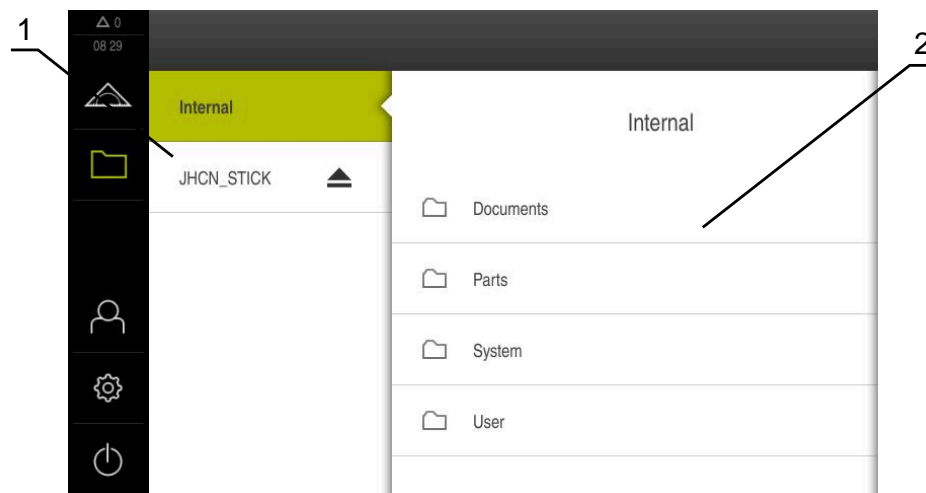 1
2
0
08 29
Internal
JHCN_STICK
Internal
Documents
Parts
System
User